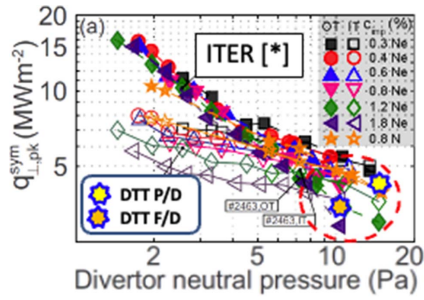 (a)
OT IT c_imp (%)
0.3 Ne
0.4 Ne
0.6 Ne
0.8 Ne
1.2 Ne
1.8 Ne
0.8 N
ITER [*]
20
15
10
5
q⊥,pk^sym (MWm-2)
DTT P/D
DTT F/D
#2463,OT
#2463,IT
2 5 10 20
Divertor neutral pressure (Pa)